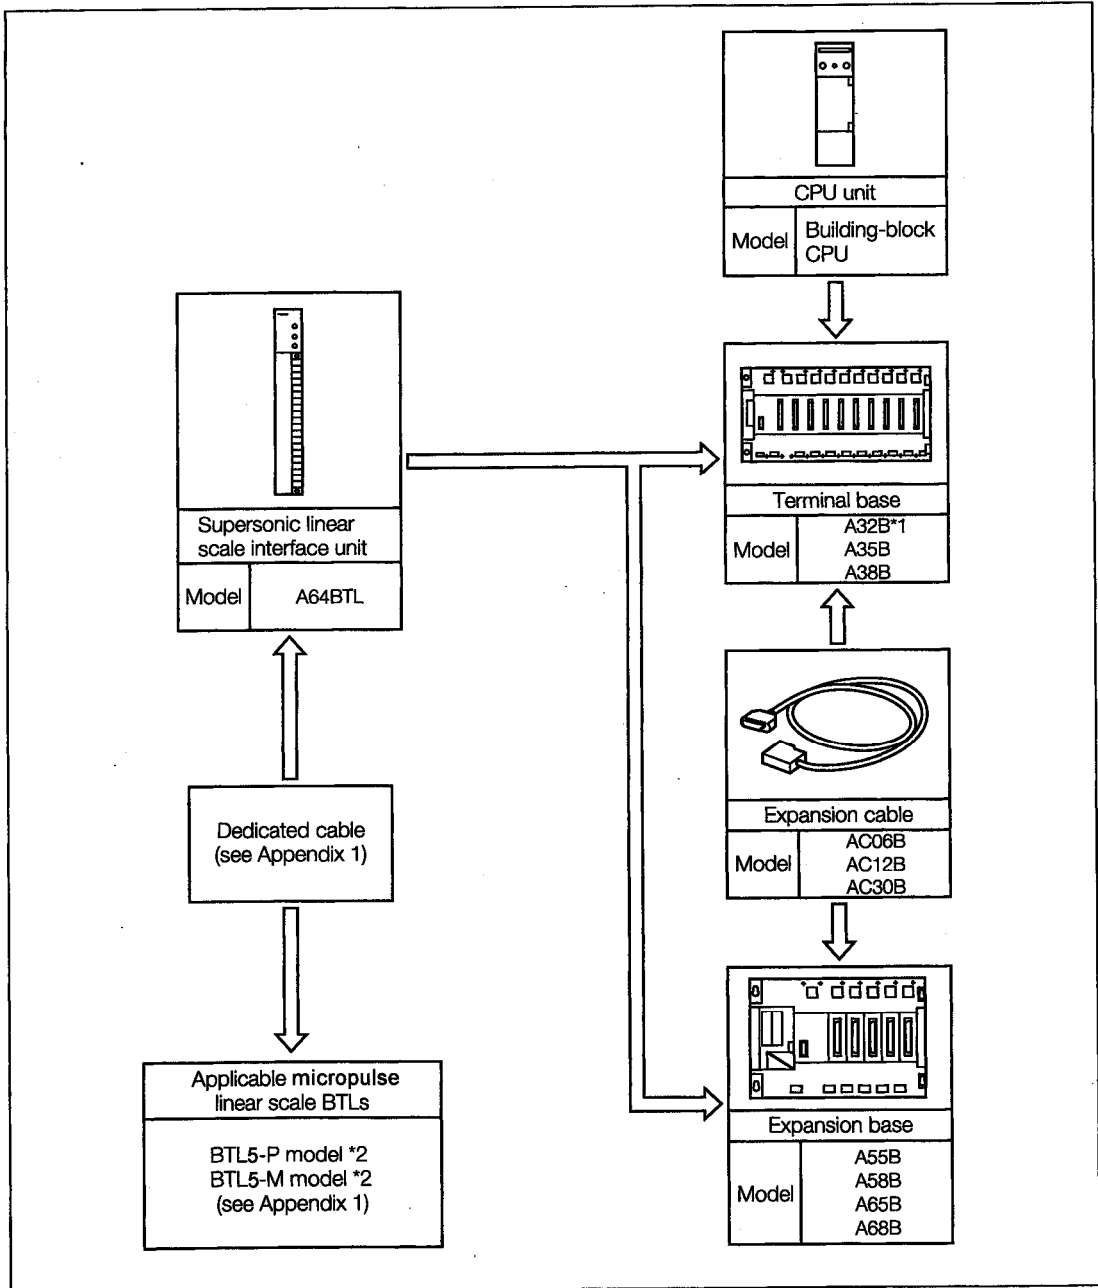 CPU unit
Model
Building-block
CPU
Supersonic linear
scale interface unit
Model
A64BTL
Terminal base
Model
A32B*1
A35B
A38B
Dedicated cable
(see Appendix 1)
Expansion cable
Model
AC06B
AC12B
AC30B
Applicable micropulse
linear scale BTLs
BTL5-P model *2
BTL5-M model *2
(see Appendix 1)
Expansion base
Model
A55B
A58B
A65B
A68B